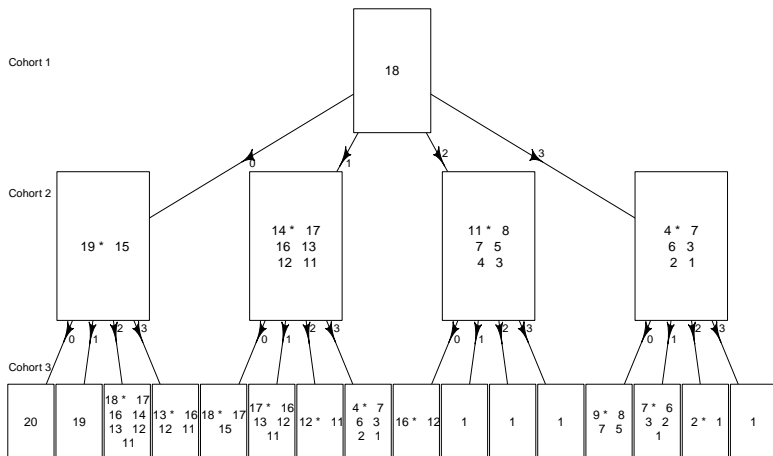 Cohort 1
18
0 1 2 3
Cohort 2
19 * 15
14 * 17
16 13
12 11
11 * 8
7 5
4 3
4 * 7
6 3
2 1
0 1 2 3 0 1 2 3 0 1 2 3 0 1 2 3
Cohort 3
20
19
18 * 17
16 14
13 12
11
13 * 16
12 11
18 * 17
15
17 * 16
13 12
11
12 * 11
4 * 7
6 3
2 1
16 * 12
1
1
1
9 * 8
7 5
7 * 6
3 2
1
2 * 1
1